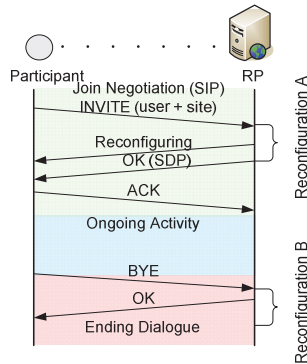 Participant
RP
Join Negotiation (SIP)
INVITE (user + site)
Reconfiguring
OK (SDP)
ACK
Reconfiguration A
Ongoing Activity
BYE
OK
Ending Dialogue
Reconfiguration B